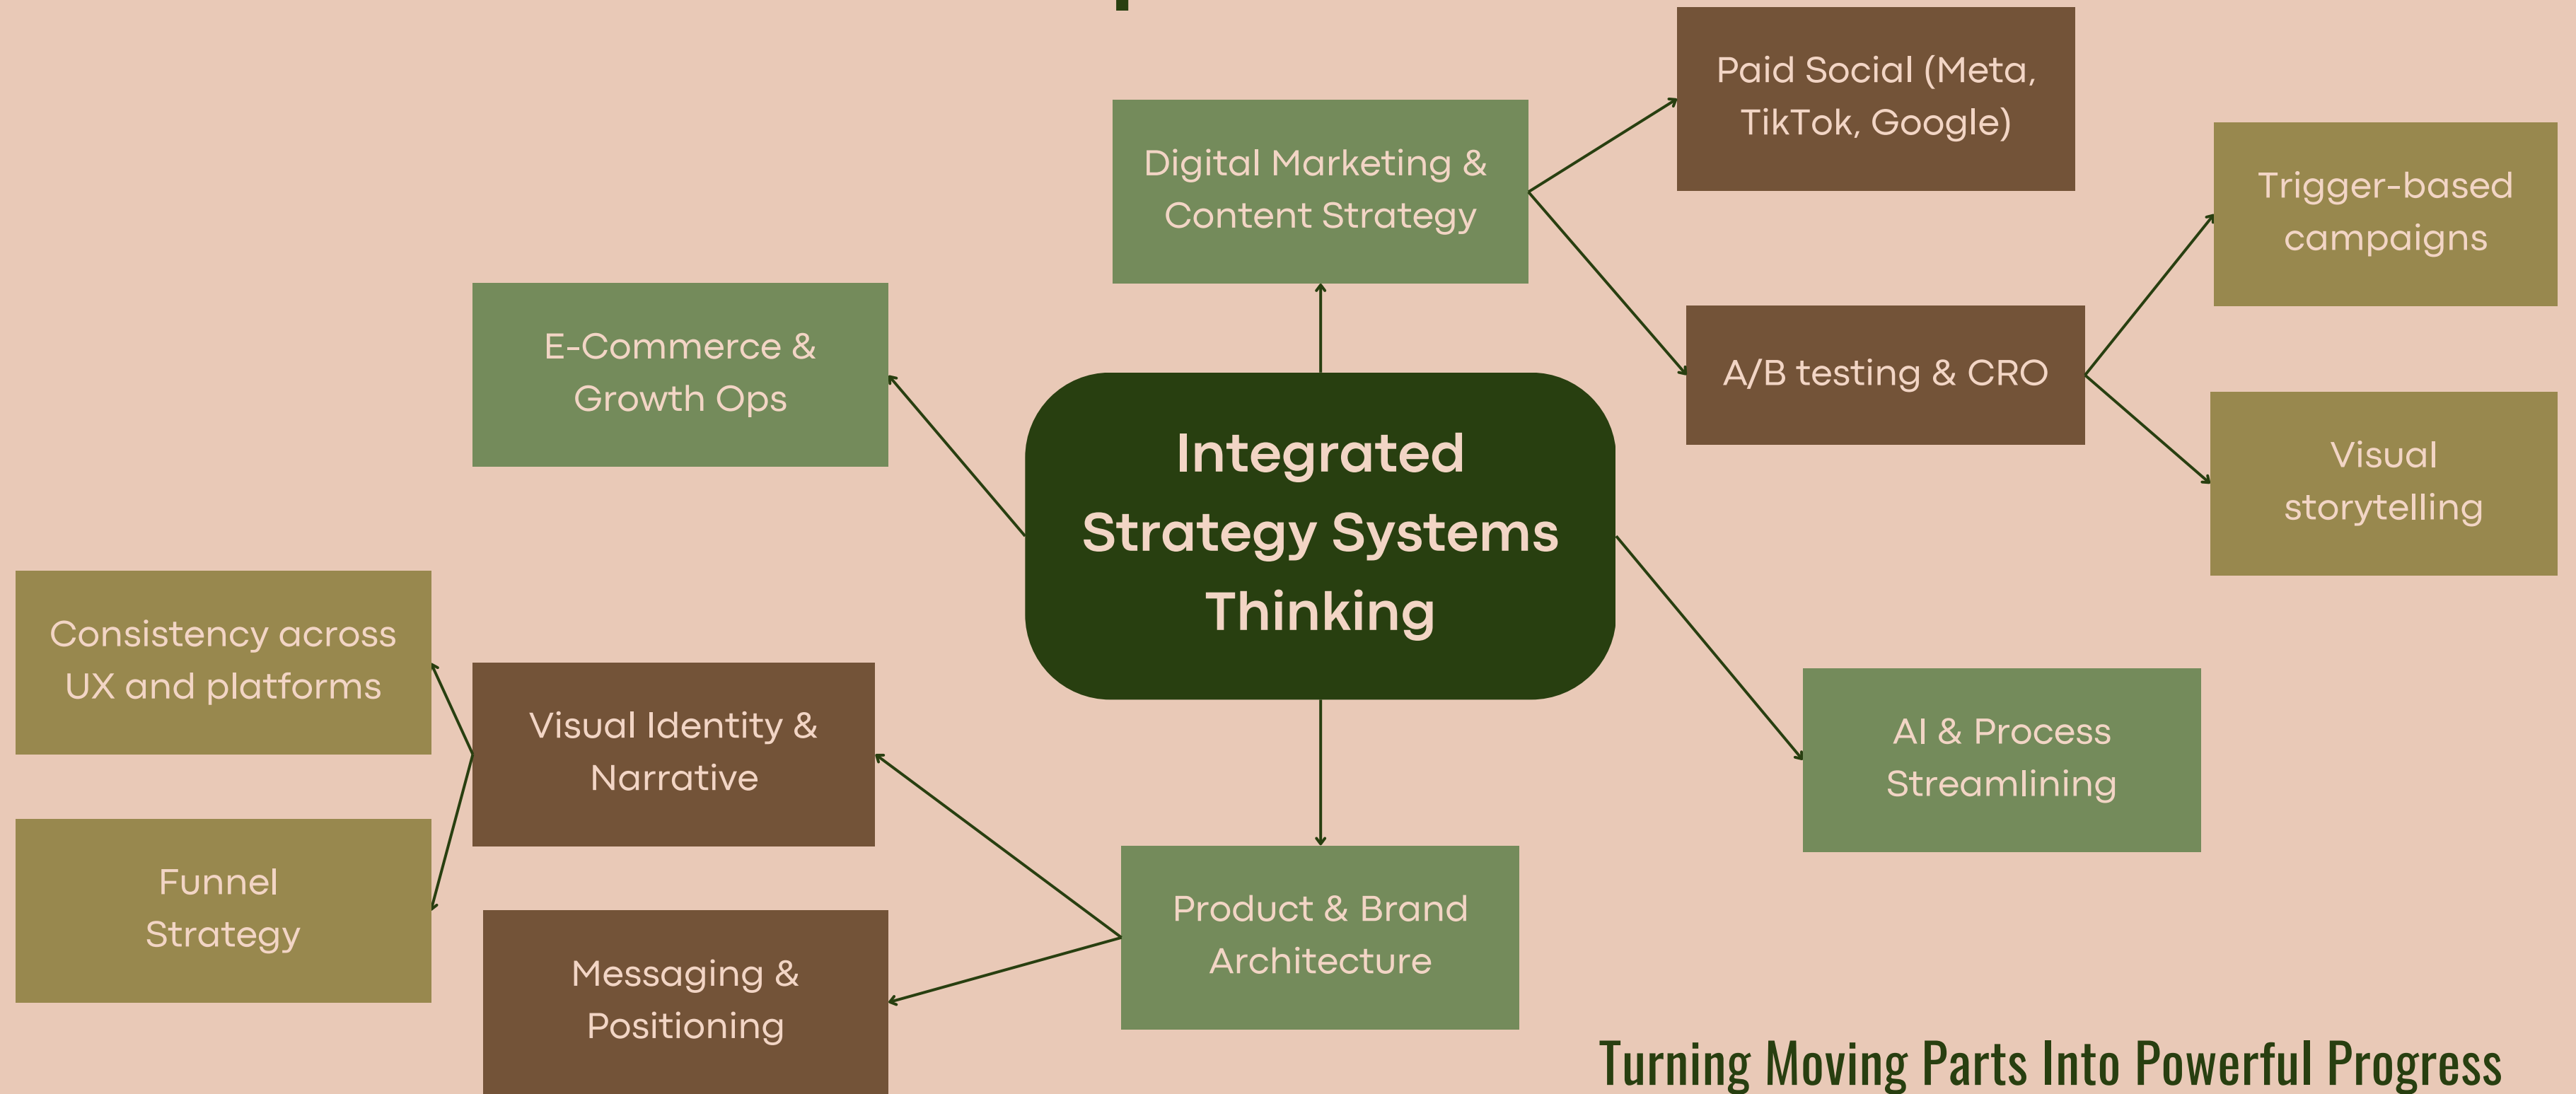 Paid Social (Meta,
TikTok, Google)
Digital Marketing &
Content Strategy
Trigger-based
campaigns
E-Commerce &
Growth Ops
A/B testing & CRO
Visual
storytelling
Integrated
Strategy Systems
Thinking
Consistency across
UX and platforms
Visual Identity &
Narrative
AI & Process
Streamlining
Funnel
Strategy
Product & Brand
Architecture
Messaging &
Positioning
Turning Moving Parts Into Powerful Progress